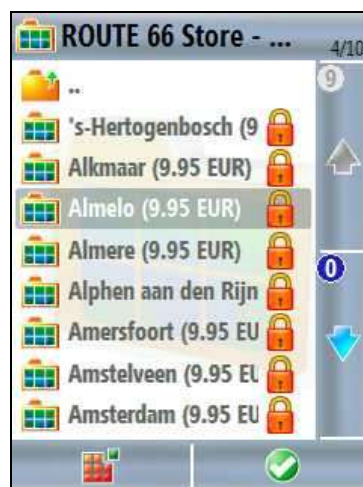 ROUTE 66 Store - ...
4/10
9
..
's-Hertogenbosch (9
Alkmaar (9.95 EUR)
Almelo (9.95 EUR)
Almere (9.95 EUR)
0
Alphen aan den Rijn
Amersfoort (9.95 EU
Amstelveen (9.95 EU
Amsterdam (9.95 EU